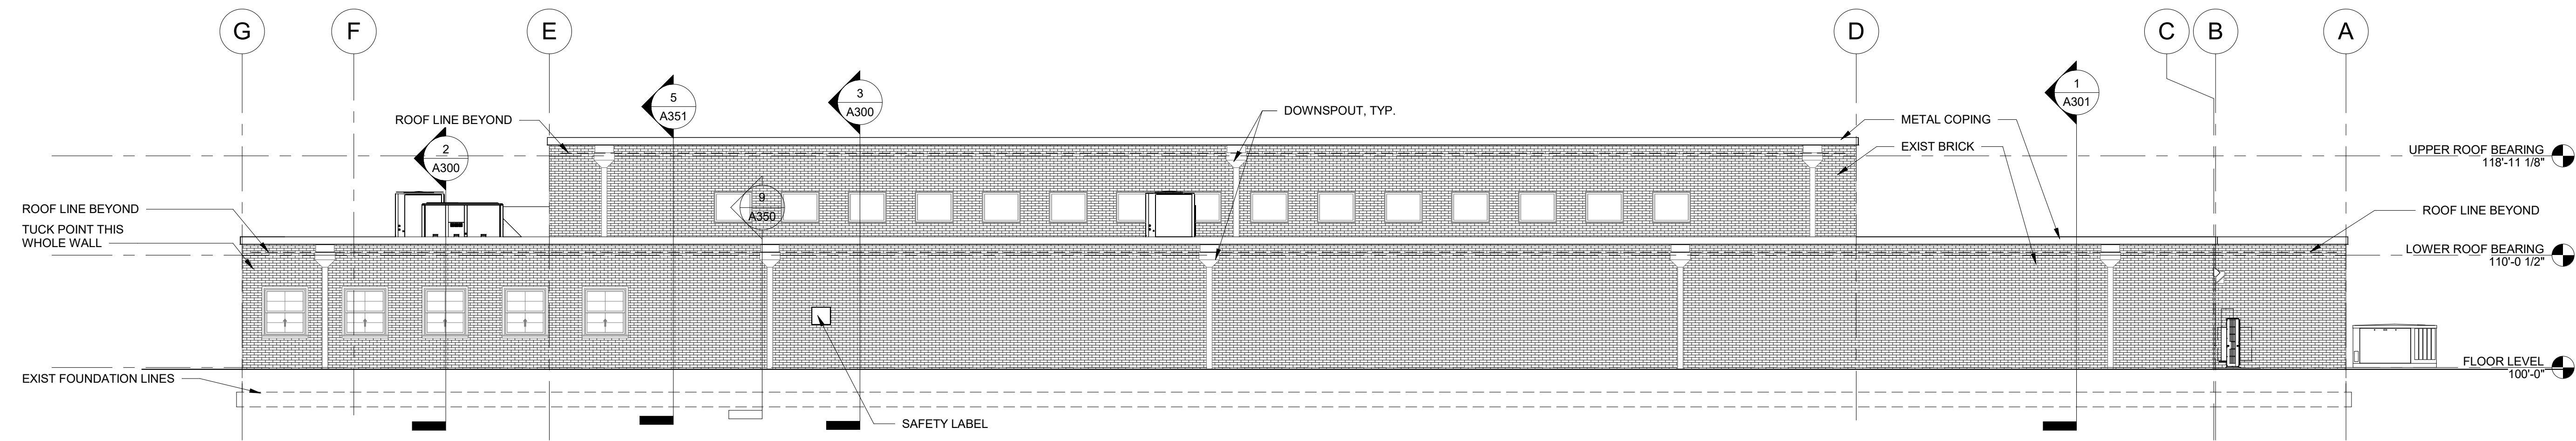 G
F
E
D
C
B
A
5
A351
3
A300
1
A301
2
A300
9
A350
ROOF LINE BEYOND
DOWNSPOUT, TYP.
METAL COPING
EXIST BRICK
UPPER ROOF BEARING
118'-11 1/8"
ROOF LINE BEYOND
TUCK POINT THIS
WHOLE WALL
ROOF LINE BEYOND
LOWER ROOF BEARING
110'-0 1/2"
FLOOR LEVEL
100'-0"
EXIST FOUNDATION LINES
SAFETY LABEL